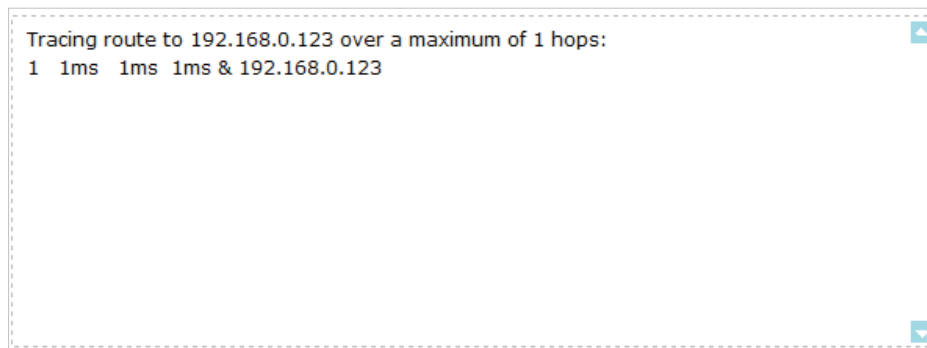 Tracing route to 192.168.0.123 over a maximum of 1 hops:
1 1ms 1ms 1ms & 192.168.0.123